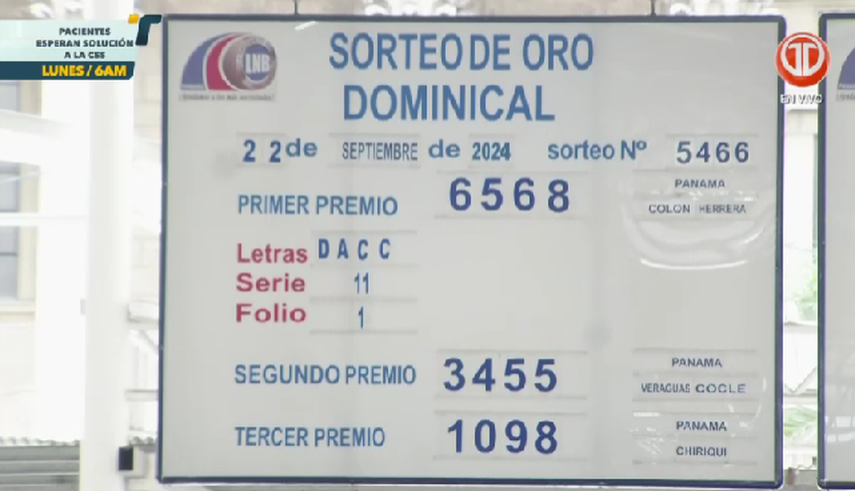 PACIENTES
ESPERAN SOLUCIÓN
A LA CSS
LUNES / 6AM
LNB
SORTEO DE ORO
DOMINICAL
EN VIVO
22 de SEPTIEMBRE de 2024 sorteo Nº 5466
PRIMER PREMIO 6568 PANAMA
COLON HERRERA
Letras DACC
Serie 11
Folio 1
SEGUNDO PREMIO 3455 PANAMA
VERAGUAS COCLE
TERCER PREMIO 1098 PANAMA
CHIRIQUI